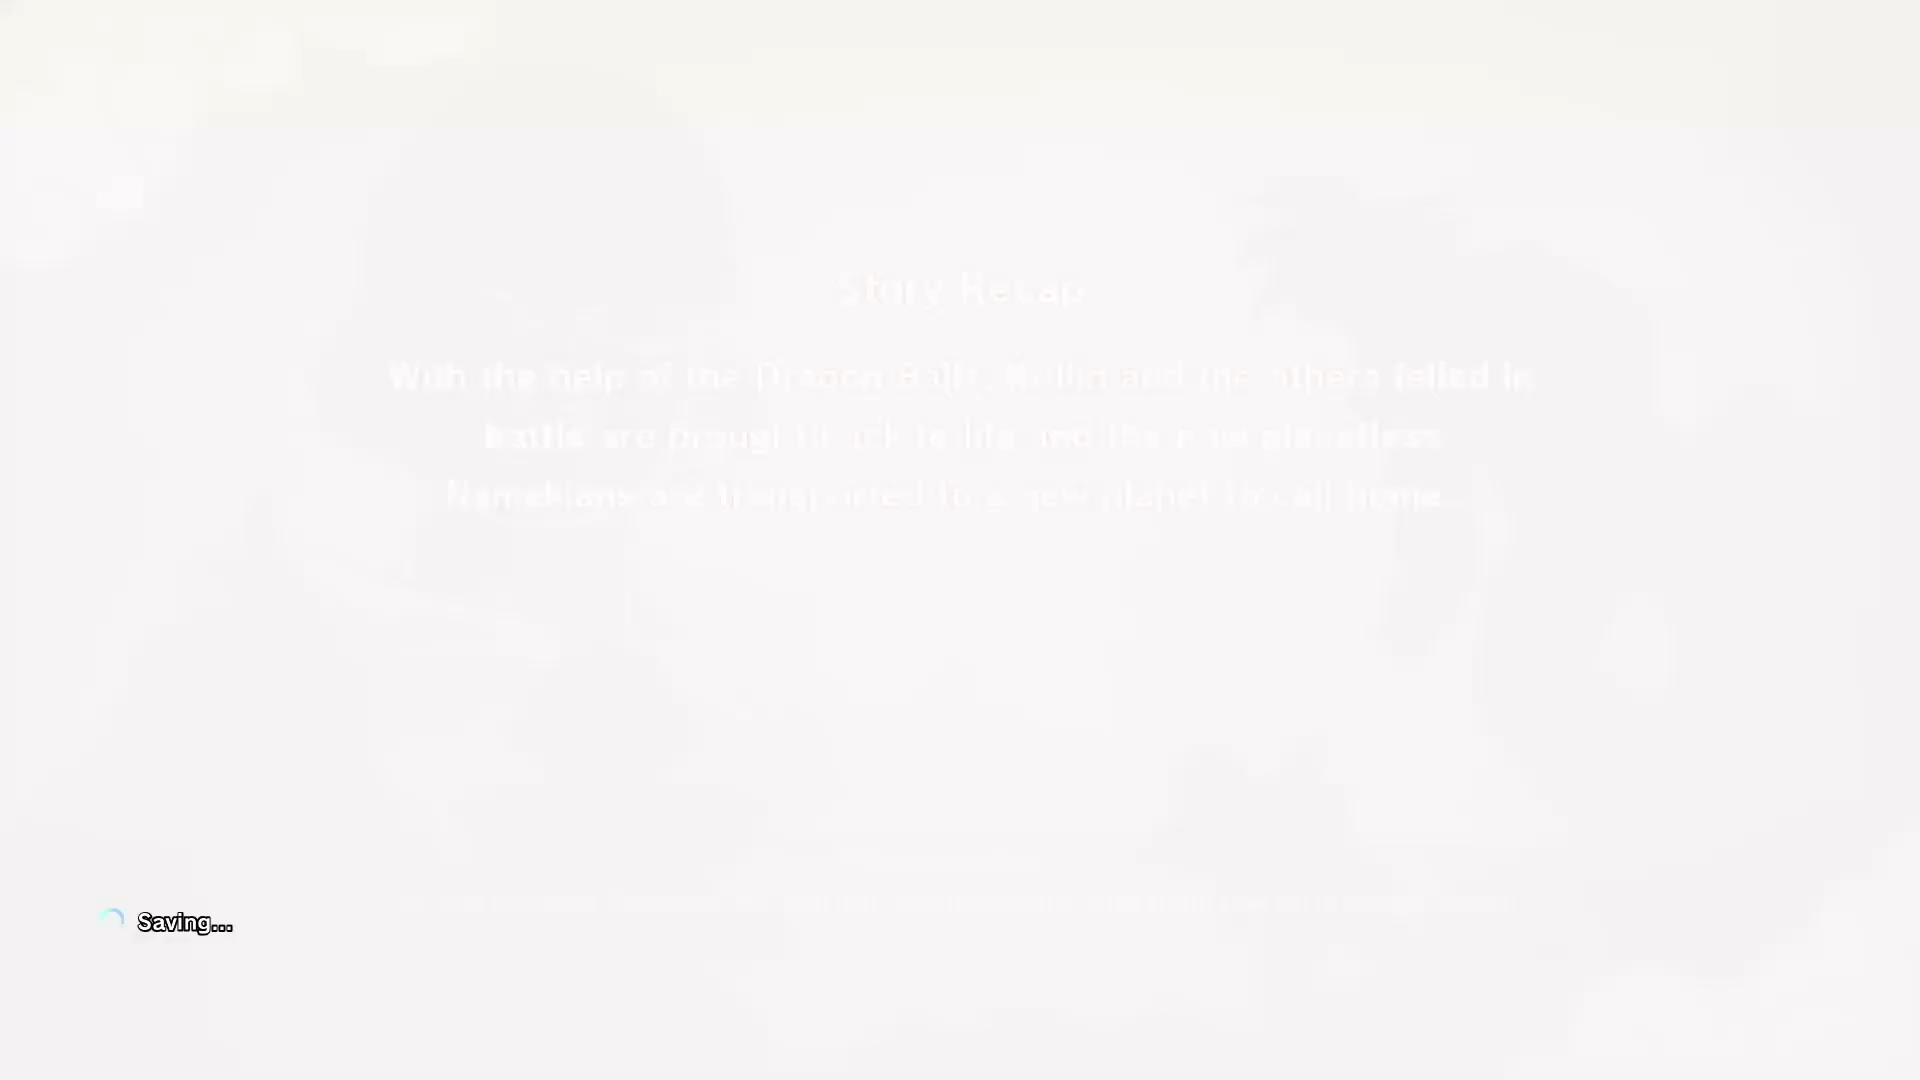 Story Recap
With the help of the Dragon Balls, Krillin and the others felled in
battle are brought back to life and the now planetless
Namekians are transported to a new planet to call home.
Saving...